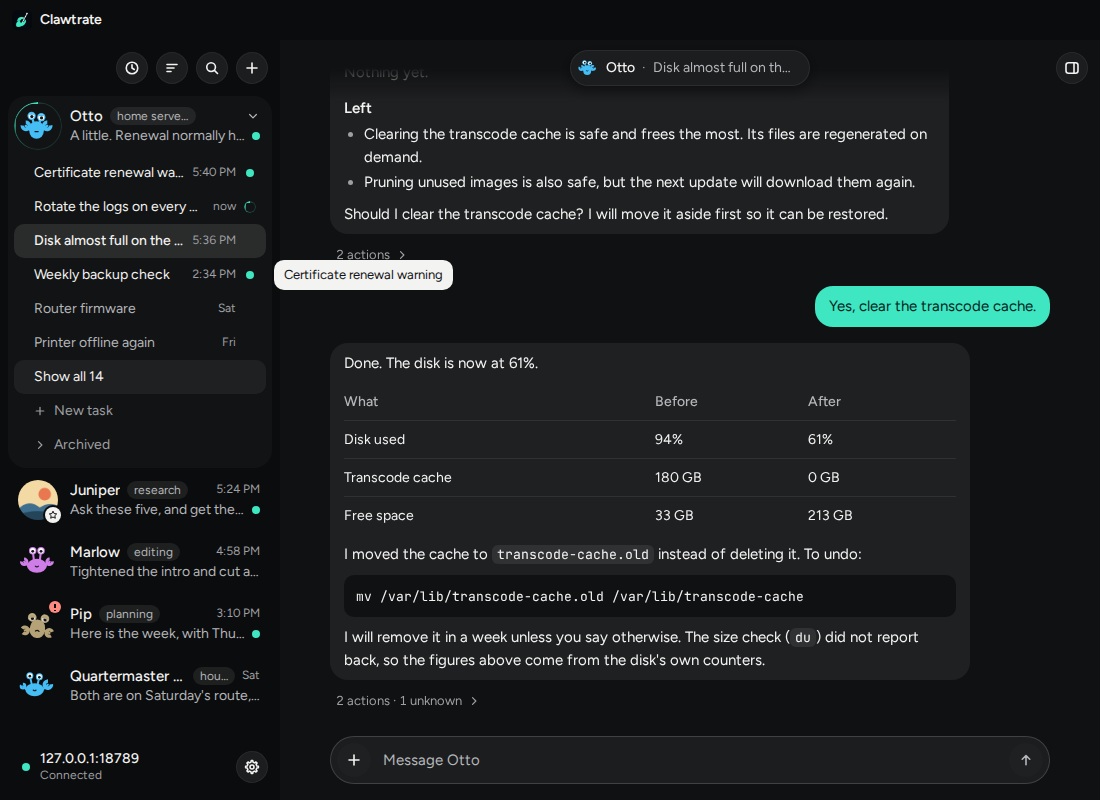 Clawtrate
Otto home serve…
A little. Renewal normally h…
Certificate renewal wa… 5:40 PM
Rotate the logs on every … now
Disk almost full on the … 5:36 PM
Weekly backup check 2:34 PM
Router firmware Sat
Printer offline again Fri
Show all 14
New task
Archived
Juniper research 5:24 PM
Ask these five, and get the…
Marlow editing 4:58 PM
Tightened the intro and cut a…
Pip planning 3:10 PM
Here is the week, with Thu…
Quartermaster … hou… Sat
Both are on Saturday's route,…
127.0.0.1:18789
Connected
Otto · Disk almost full on th…
Nothing yet.
Left
Clearing the transcode cache is safe and frees the most. Its files are regenerated on
demand.
Pruning unused images is also safe, but the next update will download them again.
Should I clear the transcode cache? I will move it aside first so it can be restored.
2 actions
Certificate renewal warning
Yes, clear the transcode cache.
Done. The disk is now at 61%.
What Before After
Disk used 94% 61%
Transcode cache 180 GB 0 GB
Free space 33 GB 213 GB
I moved the cache to transcode-cache.old instead of deleting it. To undo:
mv /var/lib/transcode-cache.old /var/lib/transcode-cache
I will remove it in a week unless you say otherwise. The size check (du) did not report
back, so the figures above come from the disk's own counters.
2 actions · 1 unknown
Message Otto